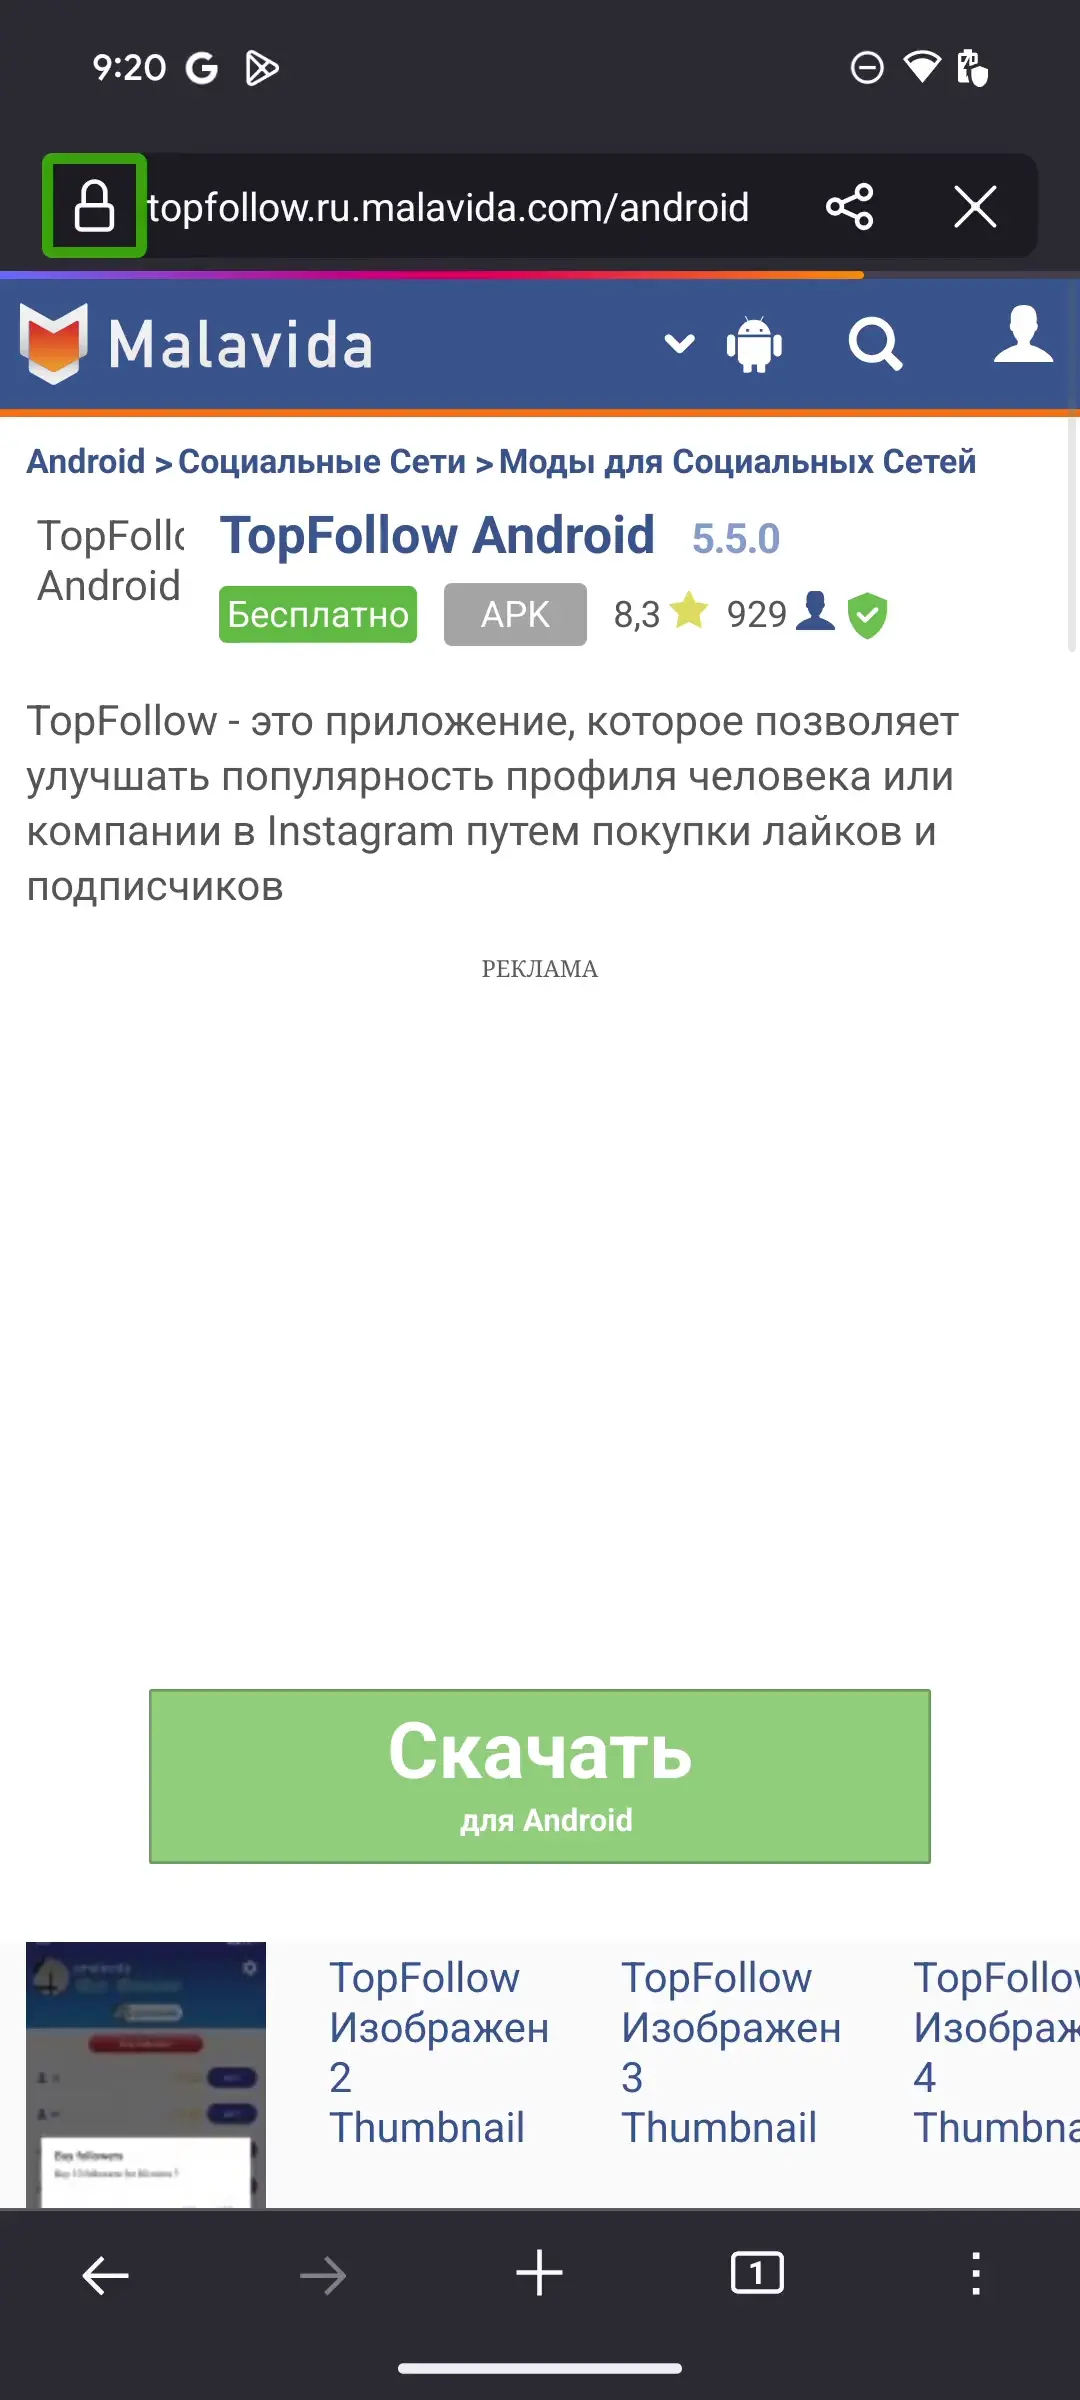 9:20
topfollow.ru.malavida.com/android
Malavida
Android > Социальные Сети > Моды для Социальных Сетей
TopFollo
Android
TopFollow Android 5.5.0
Бесплатно APK 8,3 929
TopFollow - это приложение, которое позволяет
улучшать популярность профиля человека или
компании в Instagram путем покупки лайков и
подписчиков
РЕКЛАМА
Скачать
для Android
Buy followers
TopFollow
Изображен
2
Thumbnail
TopFollow
Изображен
3
Thumbnail
TopFollow
Изображ
4
Thumbna
1